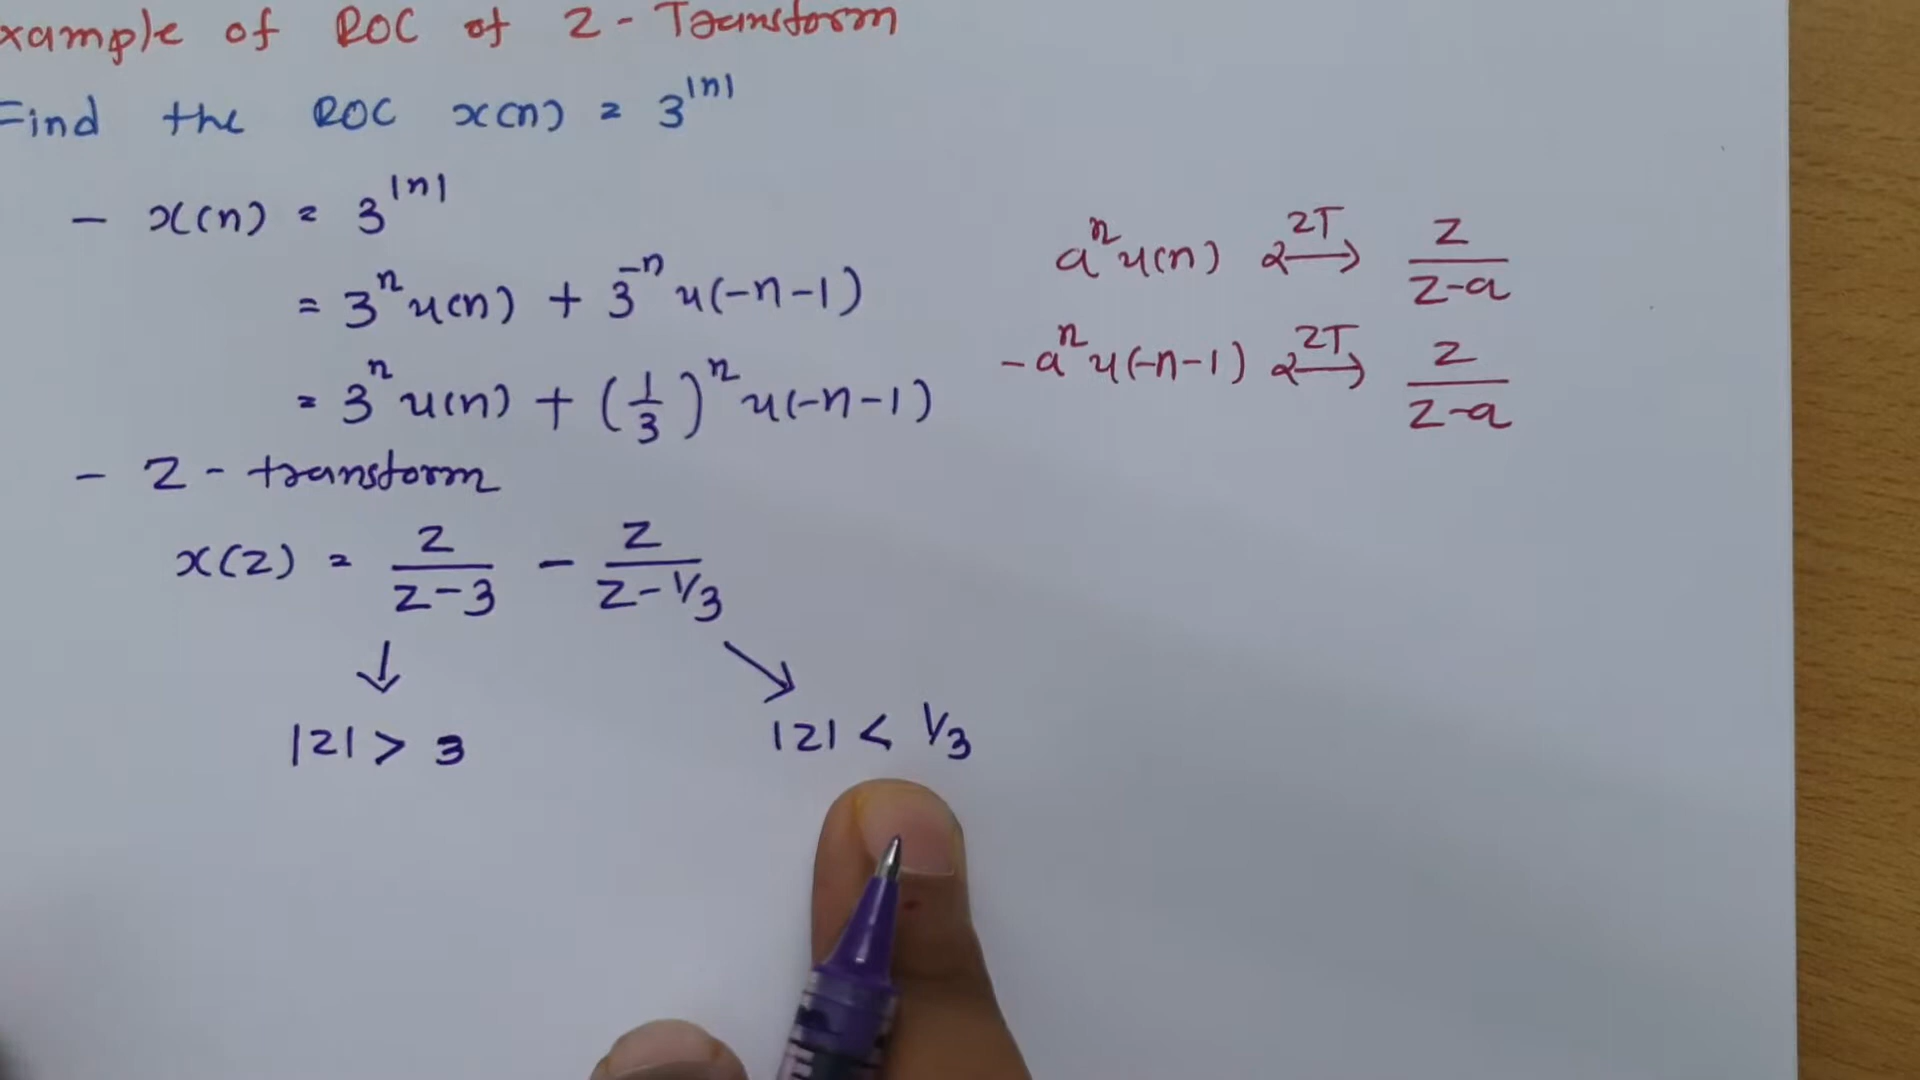 xample of ROC of Z-Transform
Find the ROC x(n) = 3^|n|
- x(n) = 3^|n|
= 3^n u(n) + 3^-n u(-n-1)
= 3^n u(n) + (1/3)^n u(-n-1)
- Z-transform
x(z) = z/(z-3) - z/(z-1/3)
↓ ↘
|z| > 3 |z| < 1/3
a^n u(n) ⟷^ZT z/(z-a)
-a^n u(-n-1) ⟷^ZT z/(z-a)